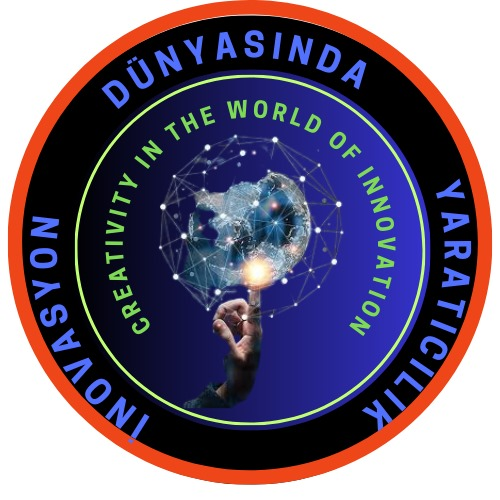 İNOVASYON DÜNYASINDA YARATICILIK
CREATIVITY IN THE WORLD OF INNOVATION